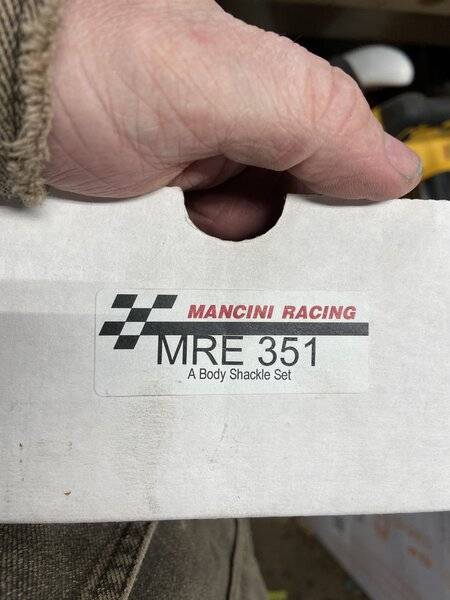 MANCINI RACING
MRE 351
A Body Shackle Set